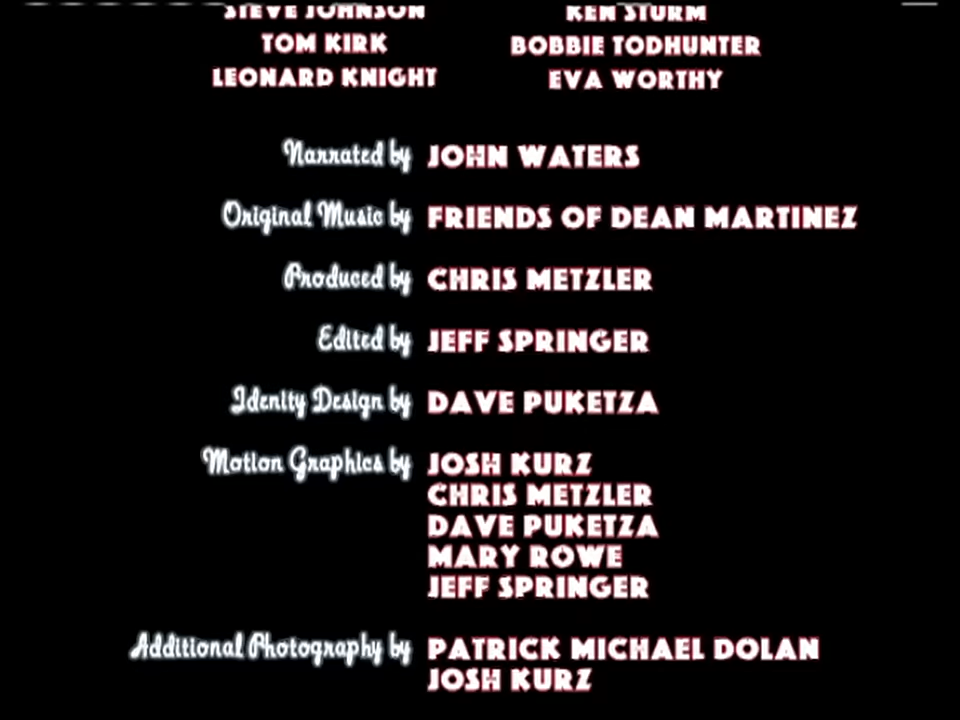 STEVE JOHNSON KEN STURM
TOM KIRK BOBBIE TODHUNTER
LEONARD KNIGHT EVA WORTHY
Narrated by JOHN WATERS
Original Music by FRIENDS OF DEAN MARTINEZ
Produced by CHRIS METZLER
Edited by JEFF SPRINGER
Idenity Design by DAVE PUKETZA
Motion Graphics by JOSH KURZ
CHRIS METZLER
DAVE PUKETZA
MARY ROWE
JEFF SPRINGER
Additional Photography by PATRICK MICHAEL DOLAN
JOSH KURZ